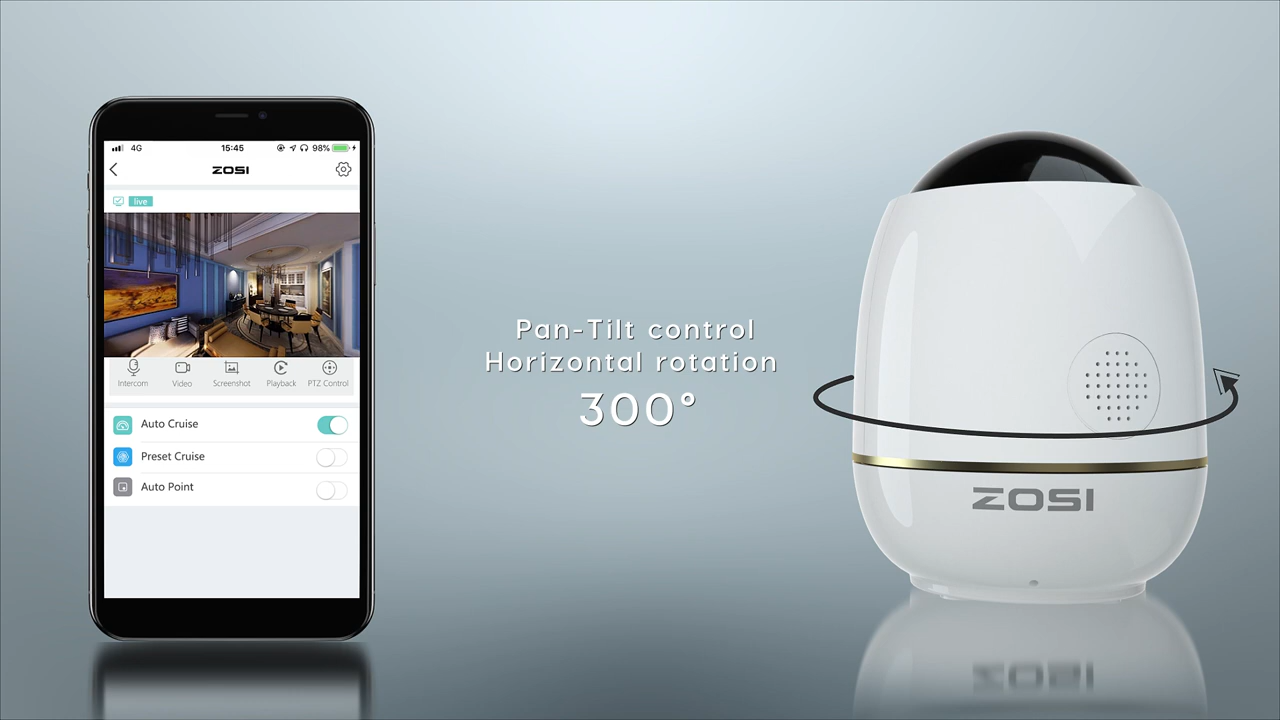 4G 15:45 98%
ZOSI
live
Intercom Video Screenshot Playback PTZ Control
Auto Cruise
Preset Cruise
Auto Point
Pan-Tilt control
Horizontal rotation
300°
ZOSI